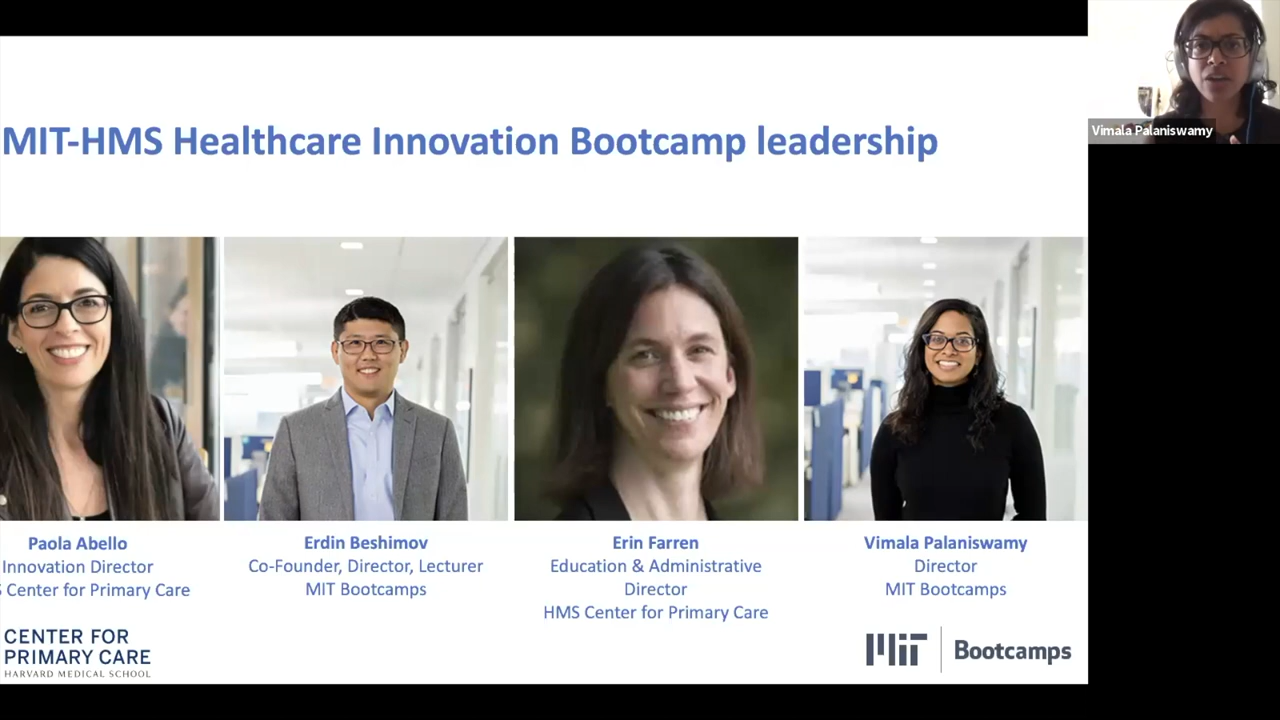 MIT-HMS Healthcare Innovation Bootcamp leadership
Vimala Palaniswamy
Paola Abello
Innovation Director
S Center for Primary Care
Erdin Beshimov
Co-Founder, Director, Lecturer
MIT Bootcamps
Erin Farren
Education & Administrative
Director
HMS Center for Primary Care
Vimala Palaniswamy
Director
MIT Bootcamps
CENTER FOR
PRIMARY CARE
HARVARD MEDICAL SCHOOL
MIT Bootcamps